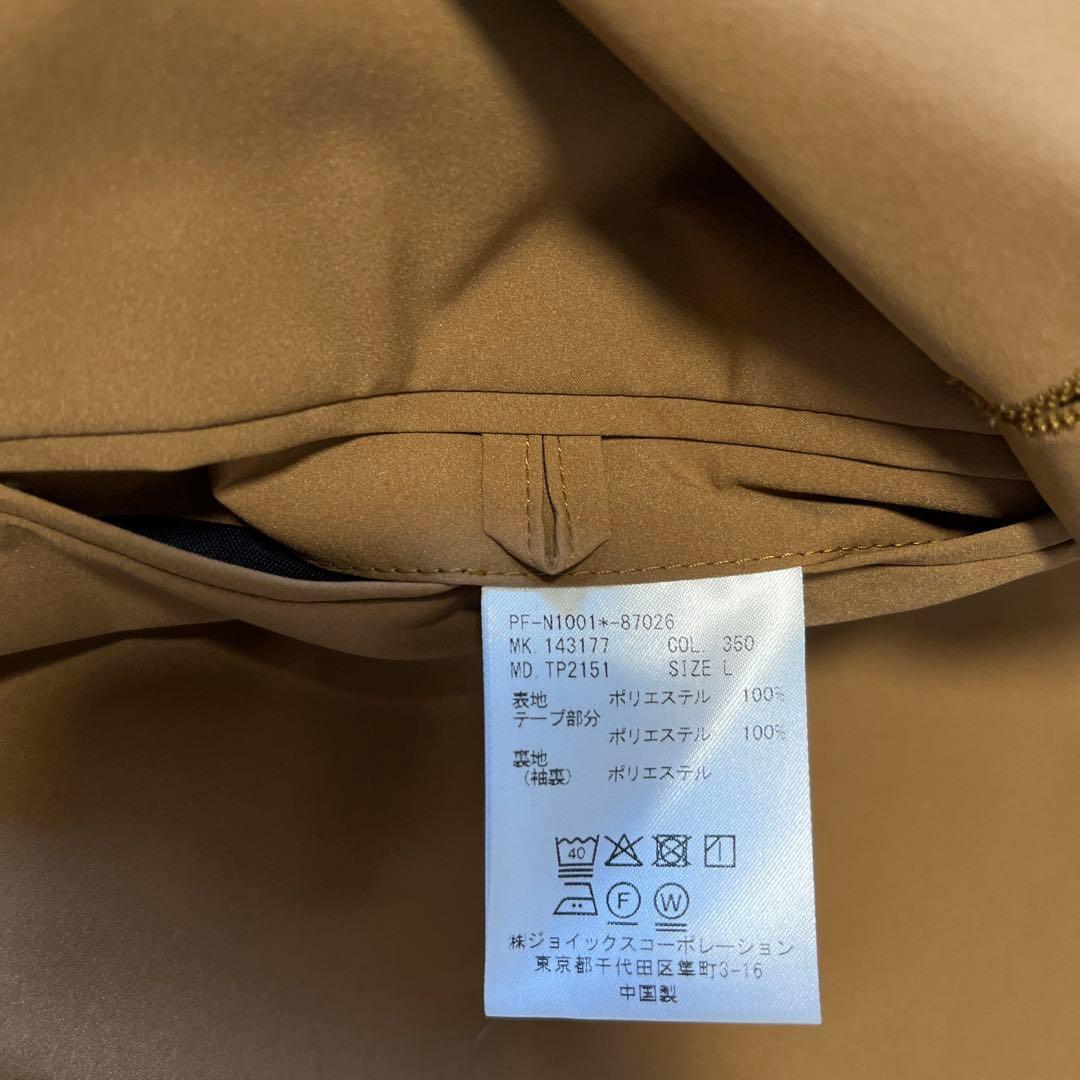 PF-N1001*-87026
MK. 143177 COL. 350
MD. TP2151 SIZE L
表地 ポリエステル 100%
テープ部分
ポリエステル 100%
裏地 ポリエステル
(袖裏)
40
F W
㈱ジョイックスコーポレーション
東京都千代田区隼町3-16
中国製